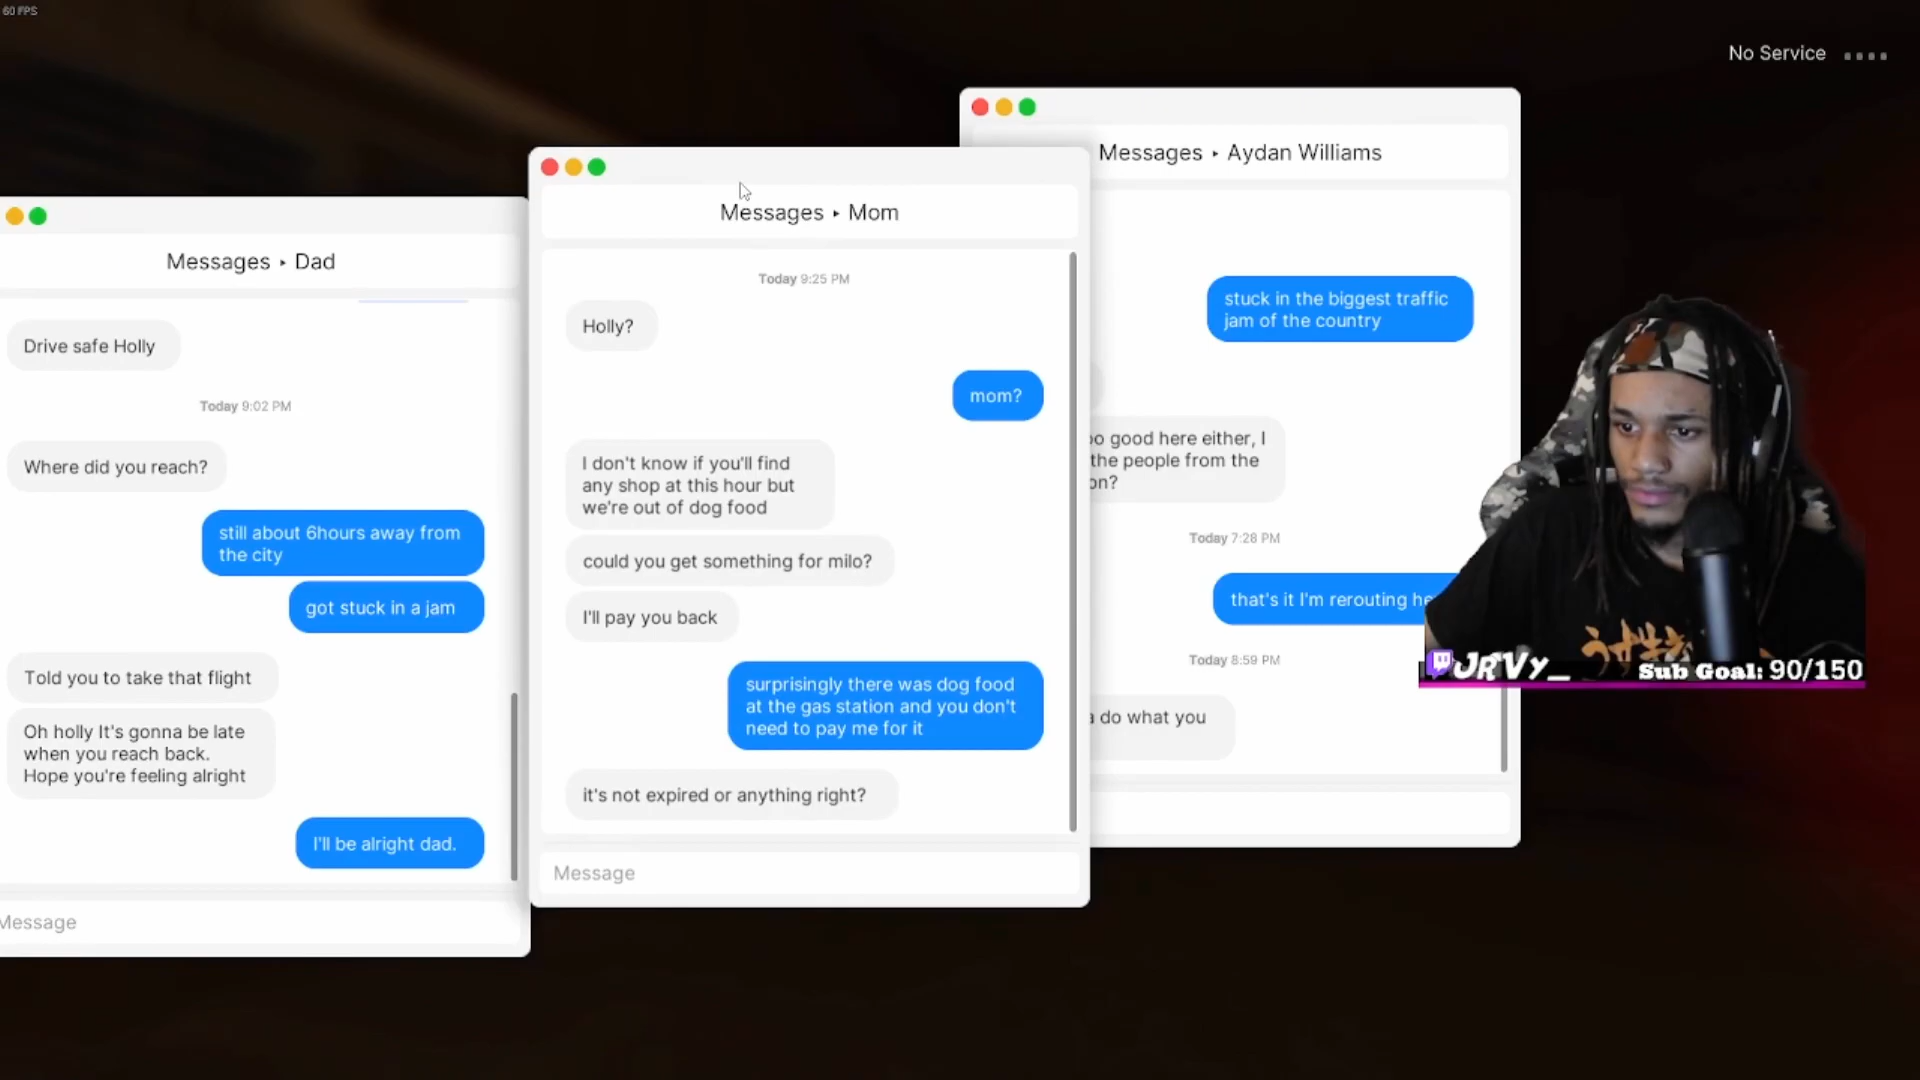 60 FPS
No Service
Messages ▸ Dad
Drive safe Holly
Today 9:02 PM
Where did you reach?
still about 6hours away from
the city
got stuck in a jam
Told you to take that flight
Oh holly It's gonna be late
when you reach back.
Hope you're feeling alright
I'll be alright dad.
Message
Messages ▸ Mom
Today 9:25 PM
Holly?
mom?
I don't know if you'll find
any shop at this hour but
we're out of dog food
could you get something for milo?
I'll pay you back
surprisingly there was dog food
at the gas station and you don't
need to pay me for it
it's not expired or anything right?
Message
Messages ▸ Aydan Williams
stuck in the biggest traffic
jam of the country
good here either, I
the people from the
Today 7:28 PM
that's it I'm rerouting
Today 8:59 PM
do what you
JRVY_
Sub Goal: 90/150